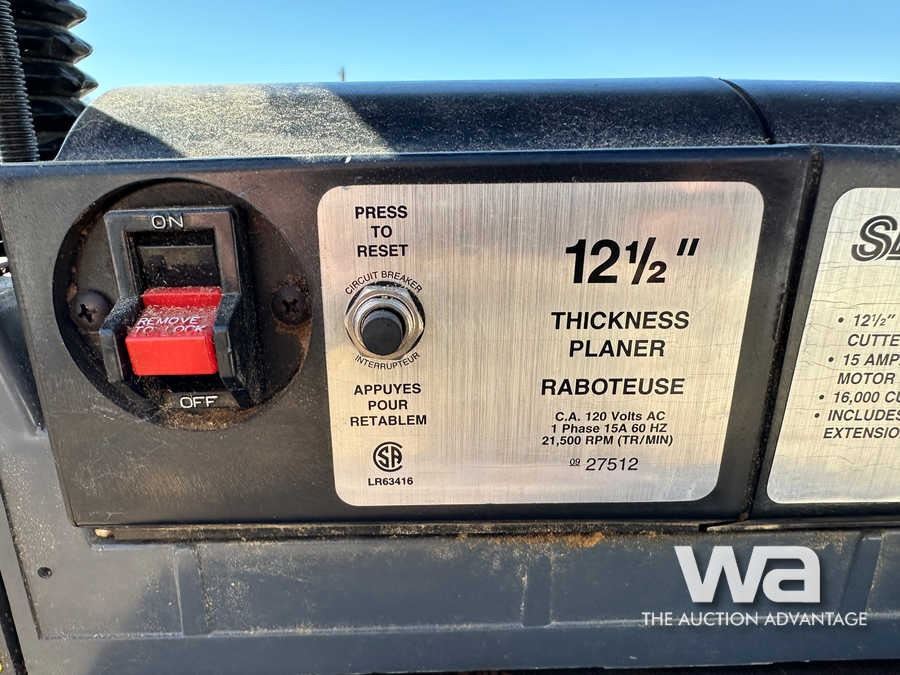 ON
REMOVE
TO LOCK
OFF
PRESS
TO
RESET
CIRCUIT BREAKER
INTERRUPTEUR
APPUYES
POUR
RETABLEM
LR63416
12½"
THICKNESS
PLANER
RABOTEUSE
C.A. 120 Volts AC
1 Phase 15A 60 HZ
21,500 RPM (TR/MIN)
09 27512
• 12½"
CUTTE
• 15 AMP
MOTOR
• 16,000 CU
• INCLUDES
EXTENSIO
wa
THE AUCTION ADVANTAGE